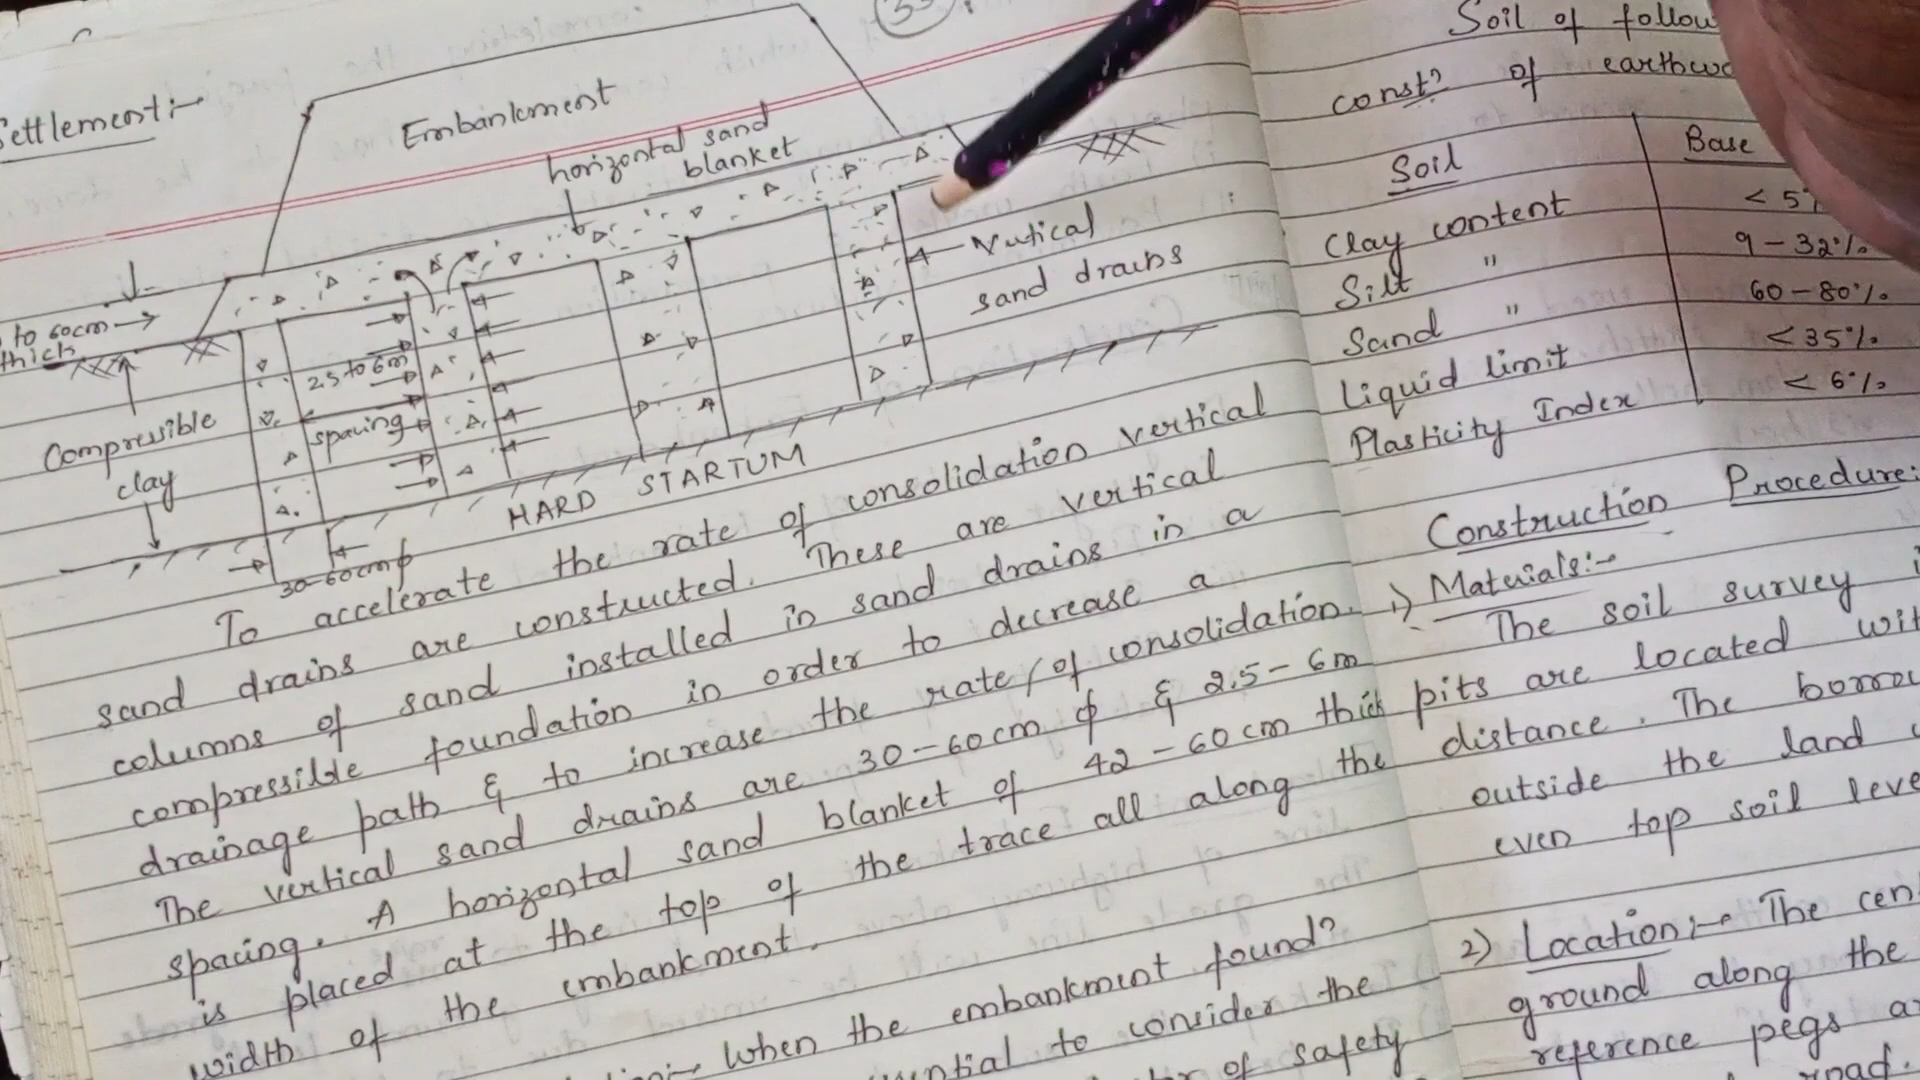 Settlement:-
Embankment
horizontal sand
blanket
to 60cm
thick
Vertical
sand drains
2.5 to 6m
spacing
Compressible
clay
HARD STARTUM
30-60cm ϕ
To accelerate the rate of consolidation vertical
sand drains are constructed. These are vertical
columns of sand installed in sand drains in a
compressible foundation in order to decrease a
drainage path & to increase the rate of consolidation.
The vertical sand drains are 30-60cm ϕ & 2.5-6m
spacing. A horizontal sand blanket of 42-60cm thick
is placed at the top of the trace all along the
width of the embankment.
when the embankment found?
to consider the
of safety
Soil of follow
const? of earthwo
Soil Base
Clay content < 5%
Silt " 9-32%
Sand " 60-80%
Liquid limit <35%
Plasticity Index < 6%
Construction Procedure:
1) Materials:-
The soil survey
pits are located wit
distance. The borrow
outside the land
even top soil leve
2) Location:- The cen
ground along the
reference pegs a
road.